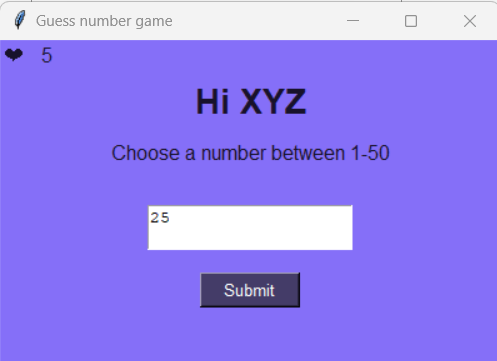 Guess number game
❤ 5
Hi XYZ
Choose a number between 1-50
25
Submit